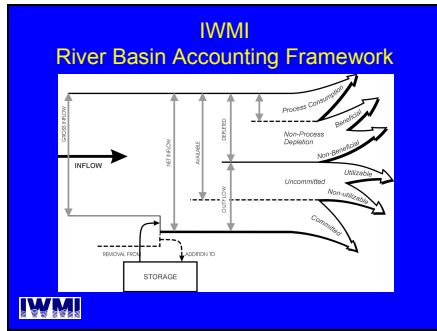 IWMI
River Basin Accounting Framework
GROSS INFLOW
INFLOW
NET INFLOW
AVAILABLE
DEPLETED
OUTFLOW
Process Consumption
Beneficial
Non-Process
Depletion
Non-Beneficial
Utilizable
Uncommitted
Non-utilizable
Committed
REMOVAL FROM
ADDITION TO
STORAGE
IWMI